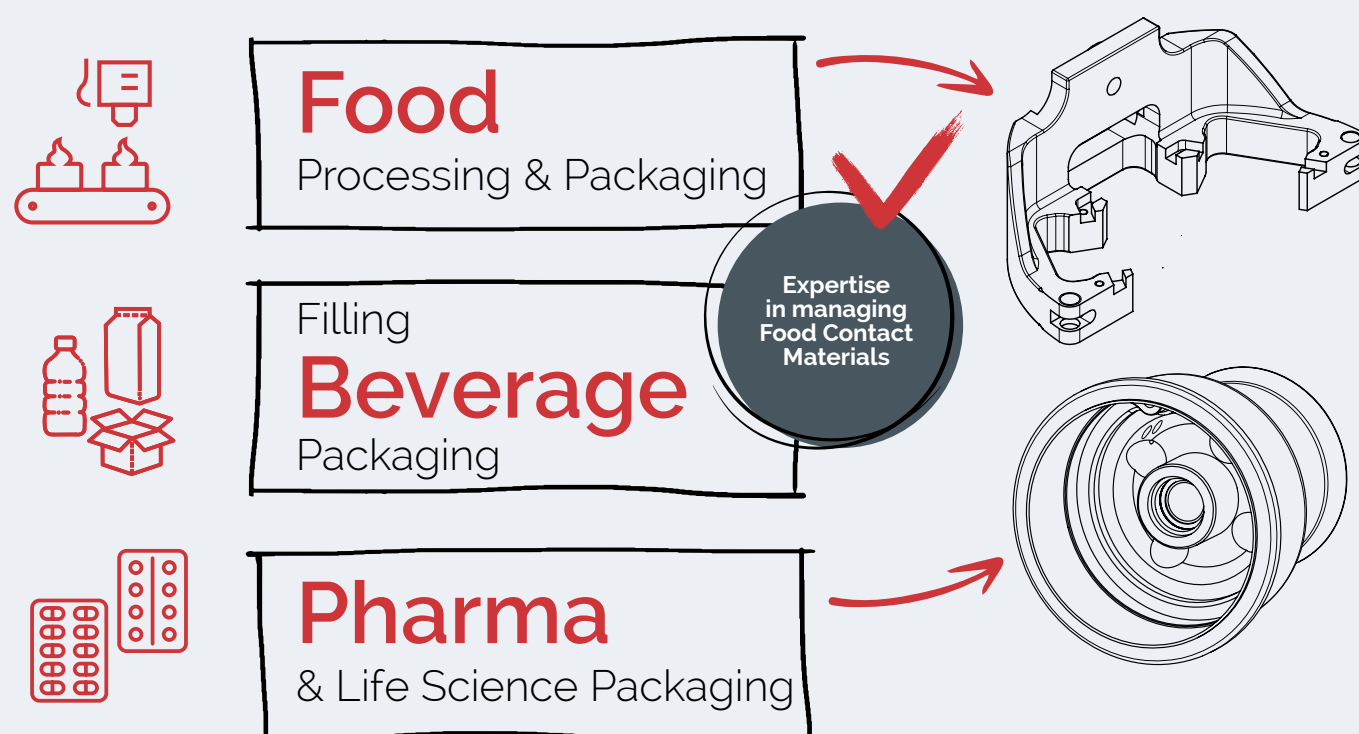 Food
Processing & Packaging
Expertise
in managing
Food Contact
Materials
Filling
Beverage
Packaging
Pharma
& Life Science Packaging